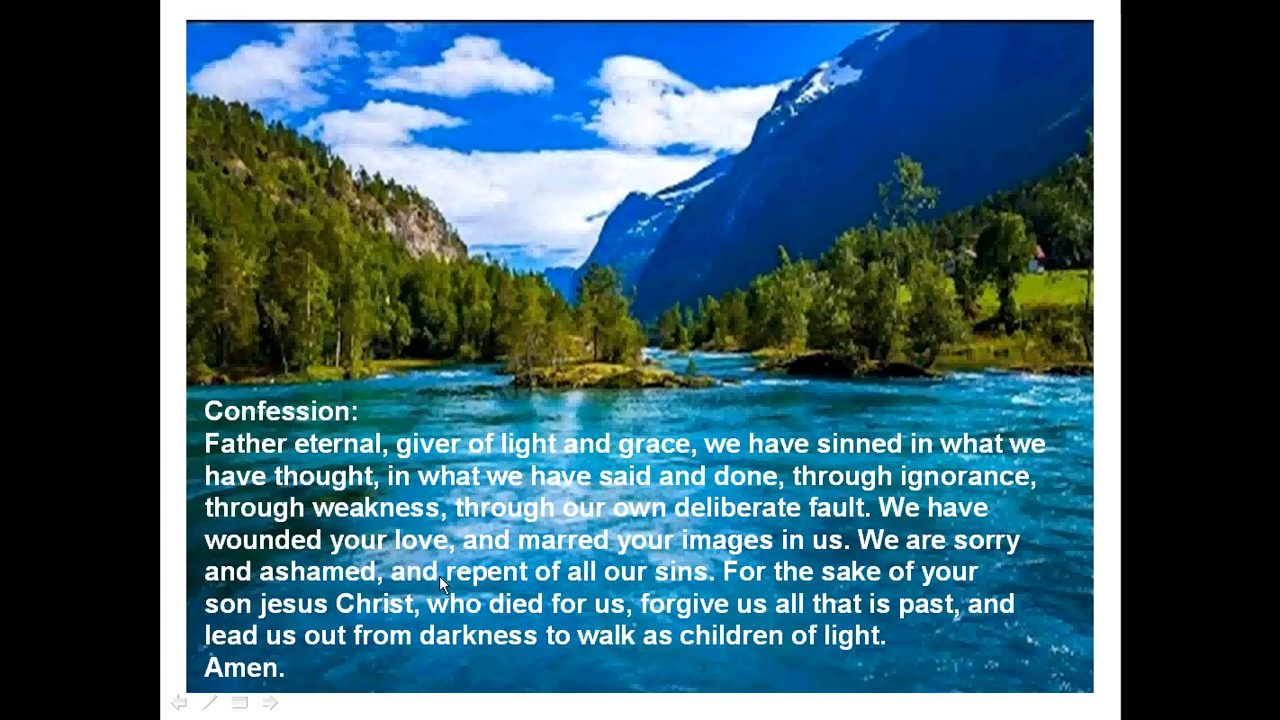 Confession:
Father eternal, giver of light and grace, we have sinned in what we
have thought, in what we have said and done, through ignorance,
through weakness, through our own deliberate fault. We have
wounded your love, and marred your images in us. We are sorry
and ashamed, and repent of all our sins. For the sake of your
son jesus Christ, who died for us, forgive us all that is past, and
lead us out from darkness to walk as children of light.
Amen.